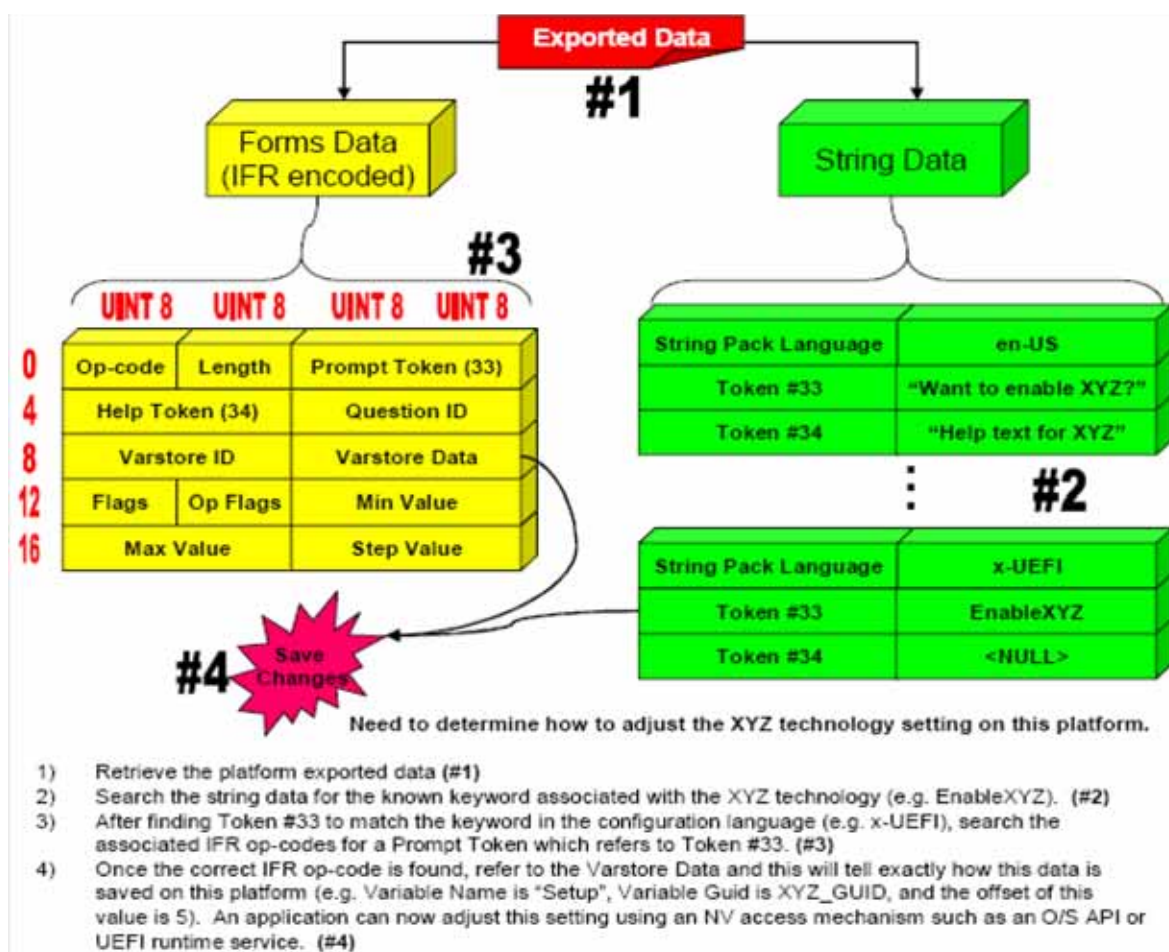 Exported Data
#1
Forms Data
(IFR encoded)
String Data
#3
UINT 8 UINT 8 UINT 8 UINT 8
0 Op-code Length Prompt Token (33)
4 Help Token (34) Question ID
8 Varstore ID Varstore Data
12 Flags Op Flags Min Value
16 Max Value Step Value
String Pack Language en-US
Token #33 “Want to enable XYZ?”
Token #34 “Help text for XYZ”
#2
String Pack Language x-UEFI
Token #33 EnableXYZ
Token #34 <NULL>
#4
Save
Changes
Need to determine how to adjust the XYZ technology setting on this platform.
1) Retrieve the platform exported data (#1)
2) Search the string data for the known keyword associated with the XYZ technology (e.g. EnableXYZ). (#2)
3) After finding Token #33 to match the keyword in the configuration language (e.g. x-UEFI), search the
associated IFR op-codes for a Prompt Token which refers to Token #33. (#3)
4) Once the correct IFR op-code is found, refer to the Varstore Data and this will tell exactly how this data is
saved on this platform (e.g. Variable Name is “Setup”, Variable Guid is XYZ_GUID, and the offset of this
value is 5). An application can now adjust this setting using an NV access mechanism such as an O/S API or
UEFI runtime service. (#4)